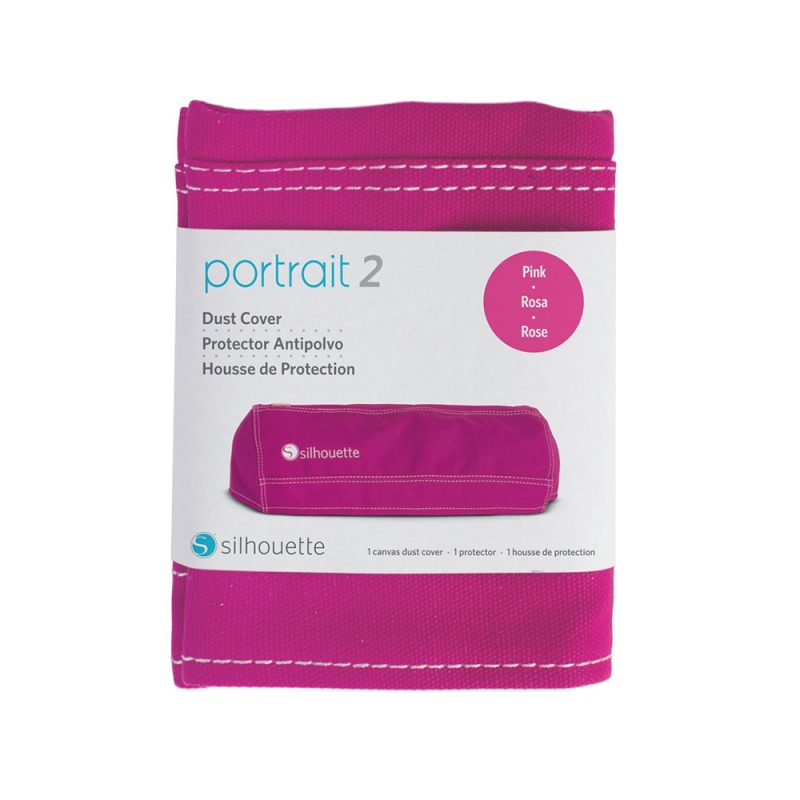 portrait 2
Pink
•
Rosa
•
Rose
Dust Cover
Protector Antipolvo
Housse de Protection
silhouette
silhouette
1 canvas dust cover · 1 protector · 1 housse de protection